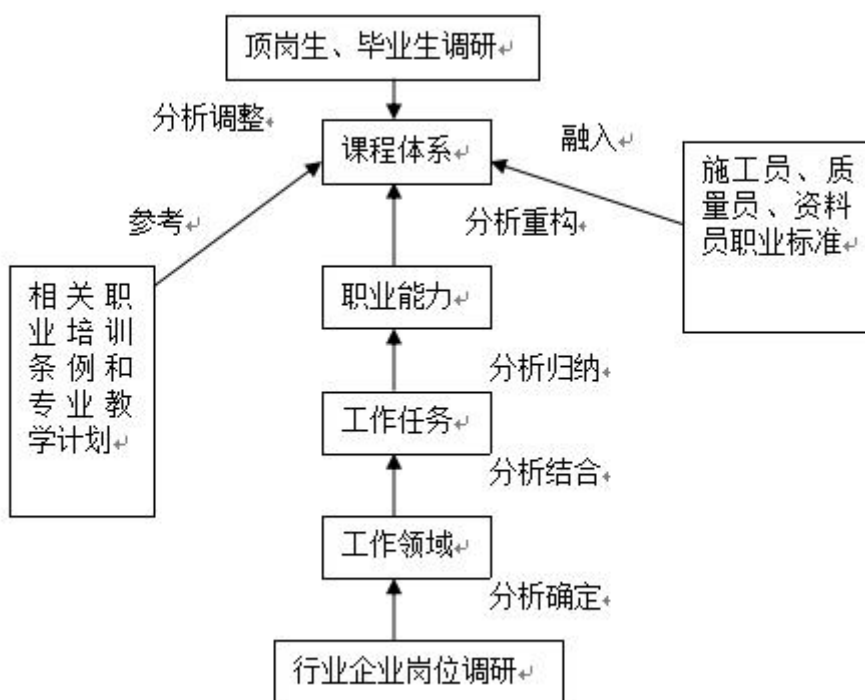 顶岗生、毕业生调研
分析调整
课程体系
融入
施工员、质
量员、资料
员职业标准
参考
分析重构
相关职
业培训
条例和
专业教
学计划
职业能力
分析归纳
工作任务
分析结合
工作领域
分析确定
行业企业岗位调研